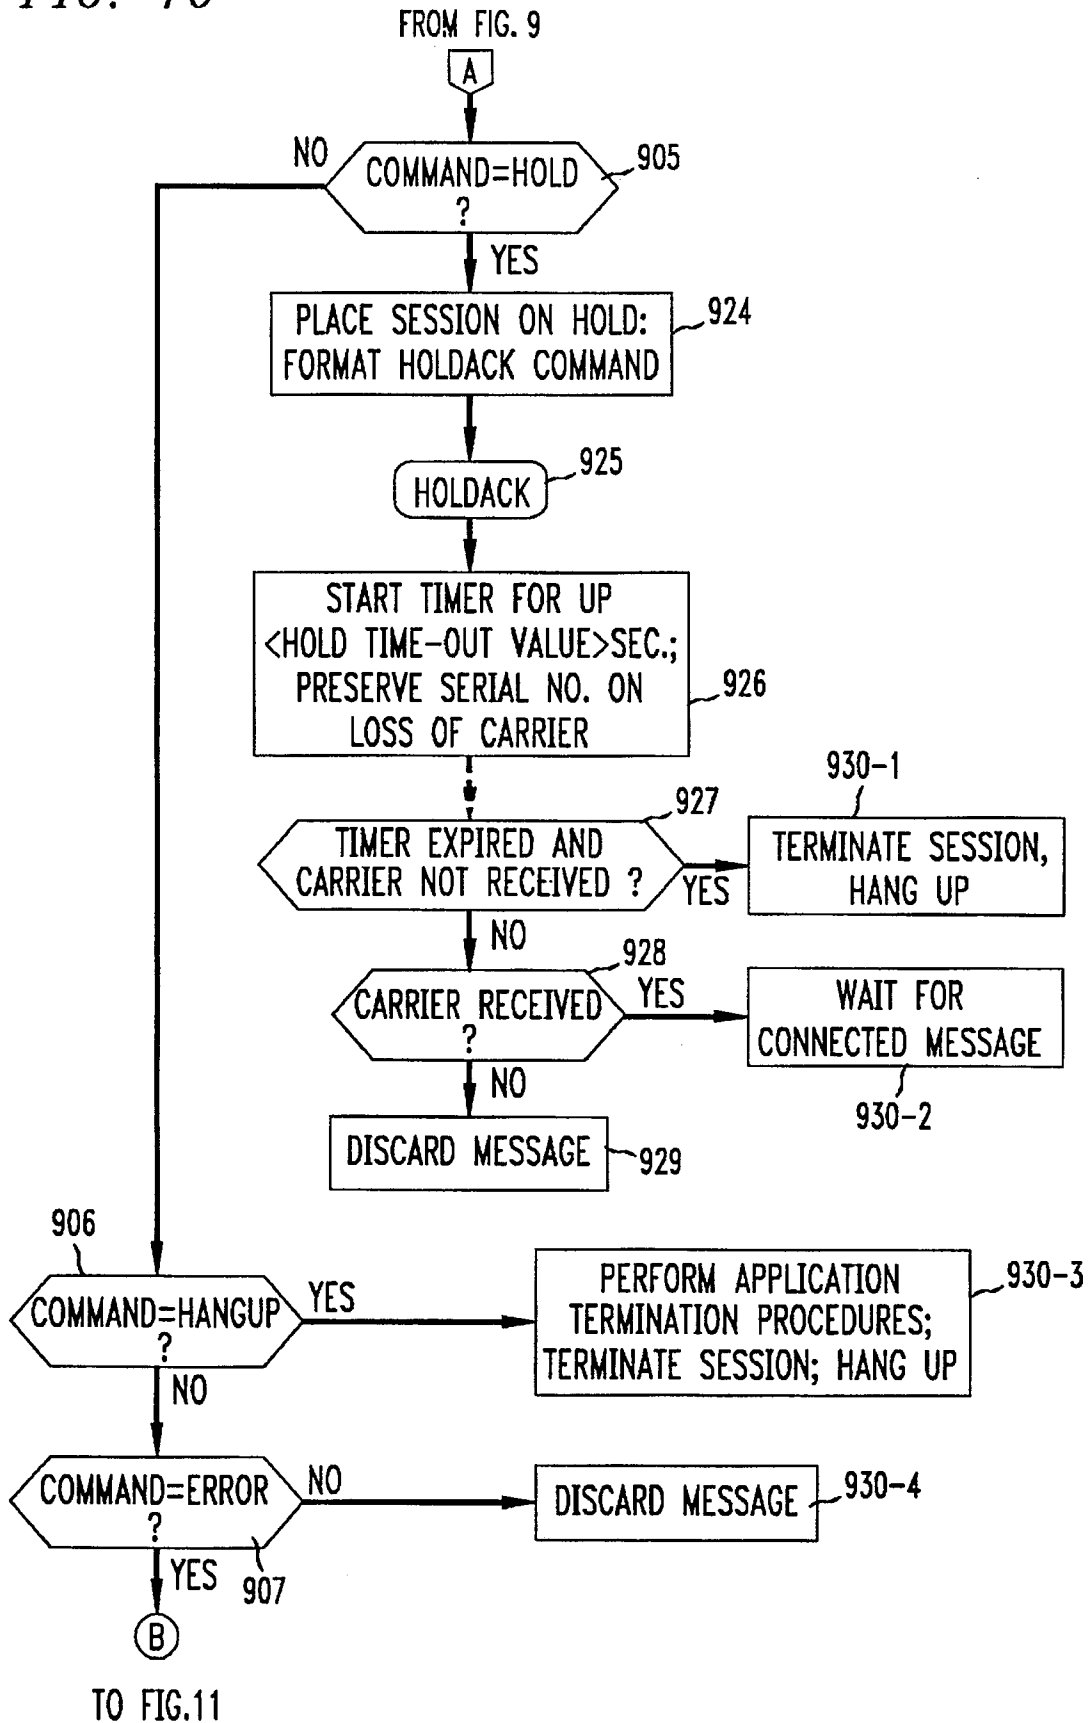 FIG. 10
FROM FIG. 9
A
NO
COMMAND=HOLD
?
905
YES
PLACE SESSION ON HOLD:
FORMAT HOLDACK COMMAND
924
HOLDACK
925
START TIMER FOR UP
<HOLD TIME-OUT VALUE>SEC.;
PRESERVE SERIAL NO. ON
LOSS OF CARRIER
926
TIMER EXPIRED AND
CARRIER NOT RECEIVED ?
927
YES
930-1
TERMINATE SESSION,
HANG UP
NO
CARRIER RECEIVED
?
928
YES
WAIT FOR
CONNECTED MESSAGE
930-2
NO
DISCARD MESSAGE
929
906
COMMAND=HANGUP
?
YES
PERFORM APPLICATION
TERMINATION PROCEDURES;
TERMINATE SESSION; HANG UP
930-3
NO
COMMAND=ERROR
?
907
NO
DISCARD MESSAGE
930-4
YES
B
TO FIG.11